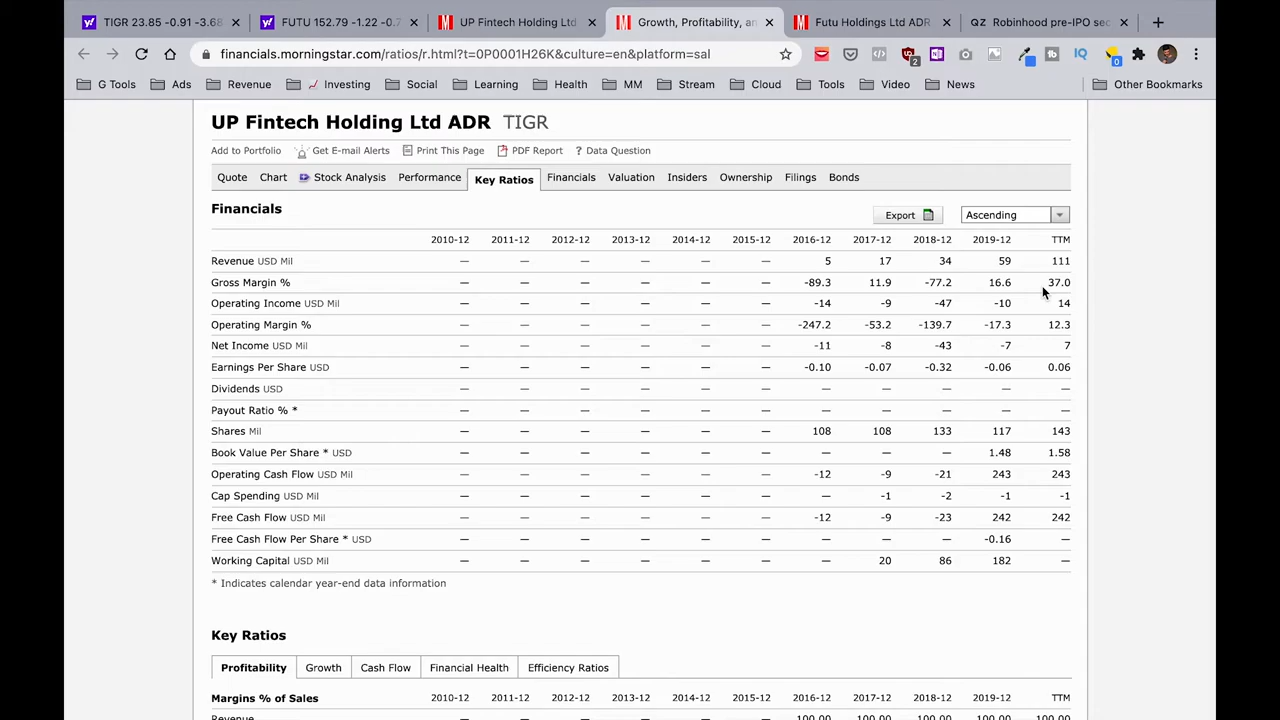 TIGR 23.85 -0.91 -3.68
FUTU 152.79 -1.22 -0.7
UP Fintech Holding Ltd
Growth, Profitability, an
Futu Holdings Ltd ADR
Robinhood pre-IPO sec
financials.morningstar.com/ratios/r.html?t=0P0001H26K&culture=en&platform=sal
G Tools Ads Revenue Investing Social Learning Health MM Stream Cloud Tools Video News Other Bookmarks
UP Fintech Holding Ltd ADR TIGR
Add to Portfolio Get E-mail Alerts Print This Page PDF Report ? Data Question
Quote Chart Stock Analysis Performance Key Ratios Financials Valuation Insiders Ownership Filings Bonds
Financials
Export Ascending
2010-12 2011-12 2012-12 2013-12 2014-12 2015-12 2016-12 2017-12 2018-12 2019-12 TTM
Revenue USD Mil — — — — — — 5 17 34 59 111
Gross Margin % — — — — — — -89.3 11.9 -77.2 16.6 37.0
Operating Income USD Mil — — — — — — -14 -9 -47 -10 14
Operating Margin % — — — — — — -247.2 -53.2 -139.7 -17.3 12.3
Net Income USD Mil — — — — — — -11 -8 -43 -7 7
Earnings Per Share USD — — — — — — -0.10 -0.07 -0.32 -0.06 0.06
Dividends USD — — — — — — — — — — —
Payout Ratio % * — — — — — — — — — — —
Shares Mil — — — — — — 108 108 133 117 143
Book Value Per Share * USD — — — — — — — — — 1.48 1.58
Operating Cash Flow USD Mil — — — — — — -12 -9 -21 243 243
Cap Spending USD Mil — — — — — — — -1 -2 -1 -1
Free Cash Flow USD Mil — — — — — — -12 -9 -23 242 242
Free Cash Flow Per Share * USD — — — — — — — — — -0.16 —
Working Capital USD Mil — — — — — — — 20 86 182 —
* Indicates calendar year-end data information
Key Ratios
Profitability Growth Cash Flow Financial Health Efficiency Ratios
Margins % of Sales 2010-12 2011-12 2012-12 2013-12 2014-12 2015-12 2016-12 2017-12 2018-12 2019-12 TTM
Revenue — — — — — — 100.00 100.00 100.00 100.00 100.00